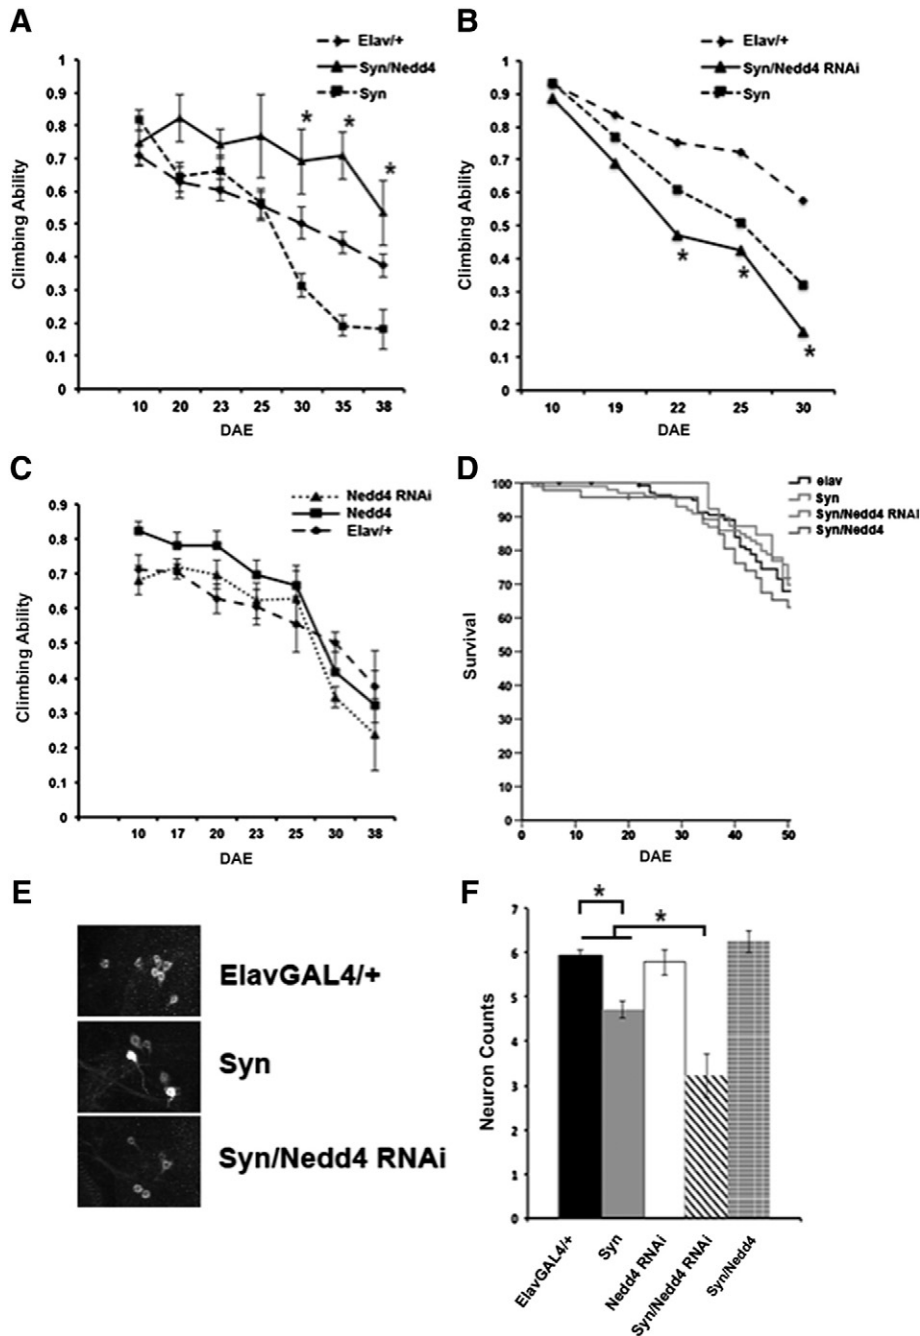 A
Elav/+
Syn/Nedd4
Syn
1
0.9
0.8
0.7
0.6
0.5
0.4
0.3
0.2
0.1
0
Climbing Ability
* * *
10 20 23 25 30 35 38
DAE
B
Elav/+
Syn/Nedd4 RNAi
Syn
1
0.9
0.8
0.7
0.6
0.5
0.4
0.3
0.2
0.1
0
Climbing Ability
* * *
10 19 22 25 30
DAE
C
Nedd4 RNAi
Nedd4
Elav/+
0.9
0.8
0.7
0.6
0.5
0.4
0.3
0.2
0.1
0
Climbing Ability
10 17 20 23 25 30 38
DAE
D
elav
Syn
Syn/Nedd4 RNAi
Syn/Nedd4
100
90
80
70
60
50
40
30
20
10
0
Survival
0 10 20 30 40 50
DAE
E
ElavGAL4/+
Syn
Syn/Nedd4 RNAi
F
* *
7
6
5
4
3
2
1
0
Neuron Counts
ElavGAL4/+
Syn
Nedd4 RNAi
Syn/Nedd4 RNAi
Syn/Nedd4